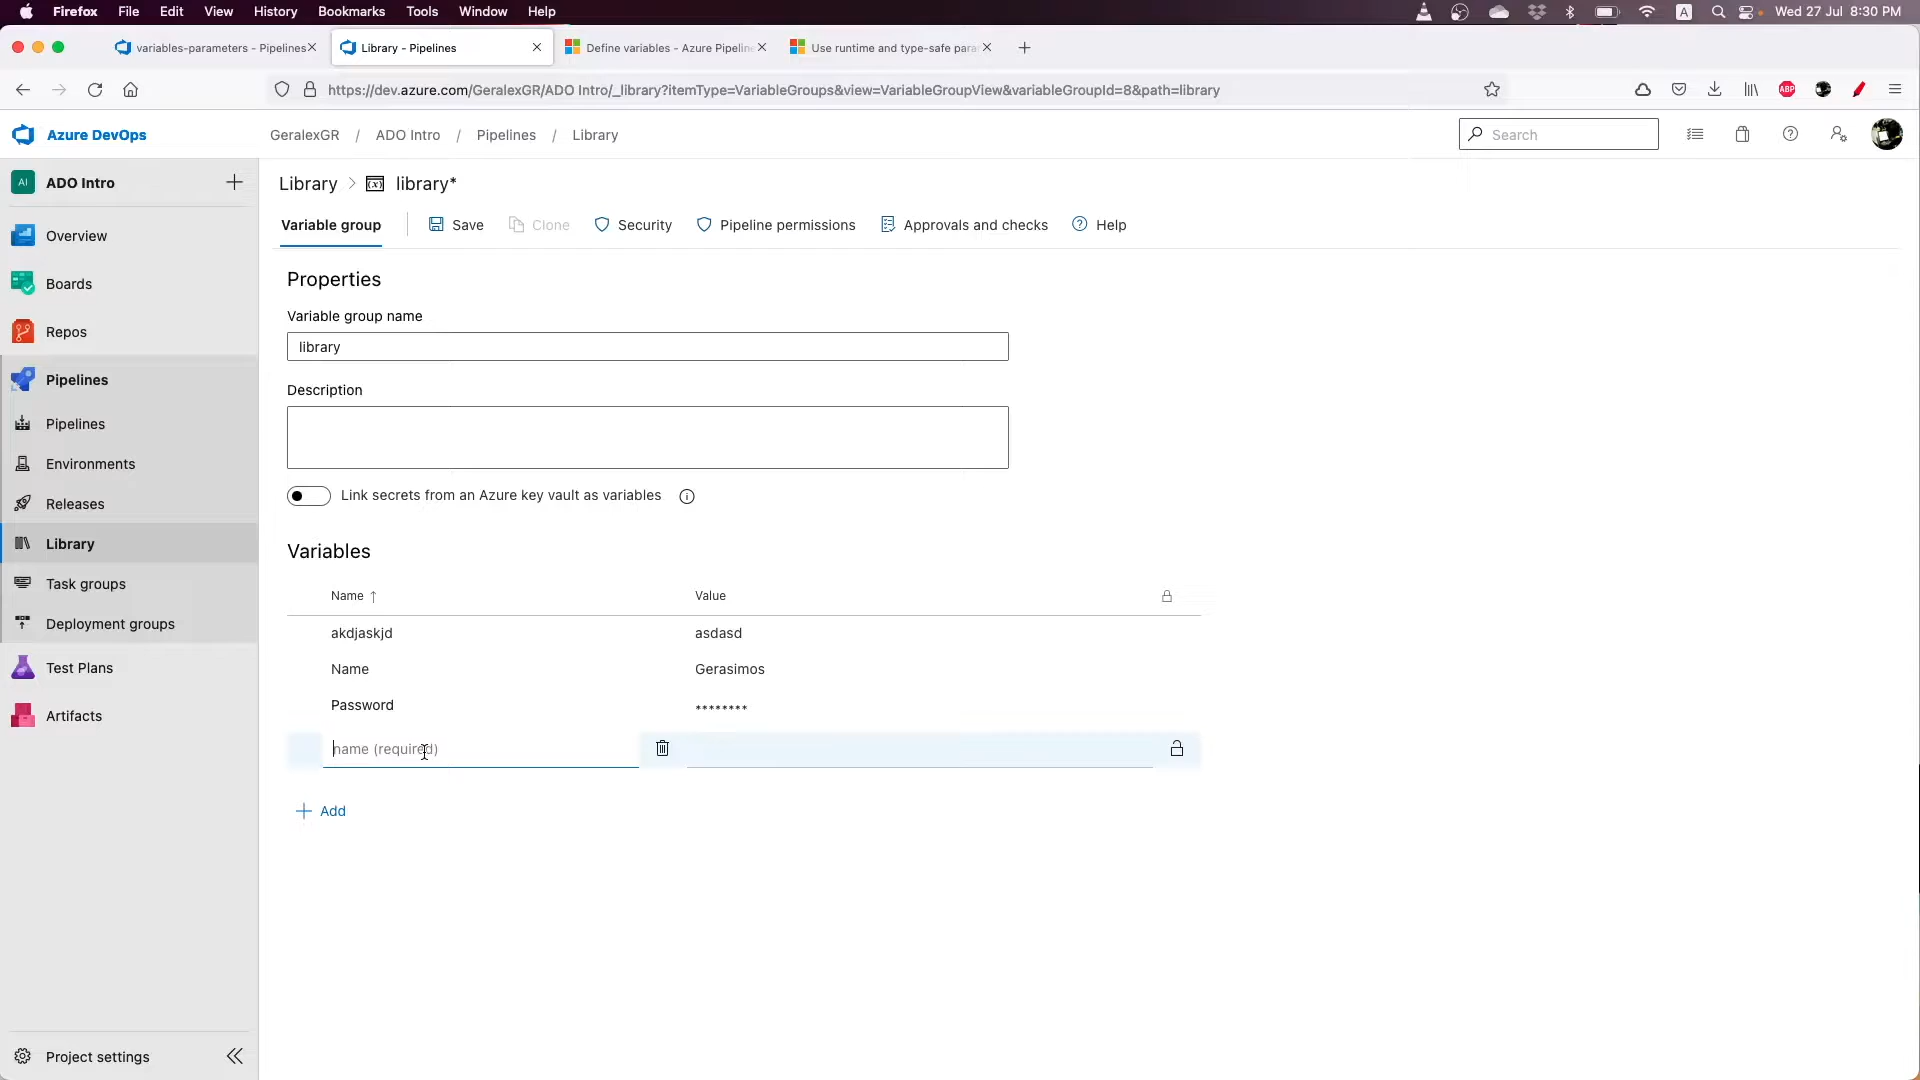 Firefox File Edit View History Bookmarks Tools Window Help A Wed 27 Jul 8:30 PM
variables-parameters - Pipelines Library - Pipelines Define variables - Azure Pipeline Use runtime and type-safe para
https://dev.azure.com/GeralexGR/ADO Intro/_library?itemType=VariableGroups&view=VariableGroupView&variableGroupId=8&path=library ABP
Azure DevOps GeralexGR / ADO Intro / Pipelines / Library Search
AI ADO Intro
Overview
Boards
Repos
Pipelines
Pipelines
Environments
Releases
Library
Task groups
Deployment groups
Test Plans
Artifacts
Project settings
Library > (x) library*
Variable group Save Clone Security Pipeline permissions Approvals and checks Help
Properties
Variable group name
library
Description
Link secrets from an Azure key vault as variables
Variables
Name ↑ Value
akdjaskjd asdasd
Name Gerasimos
Password ********
name (required)
+ Add